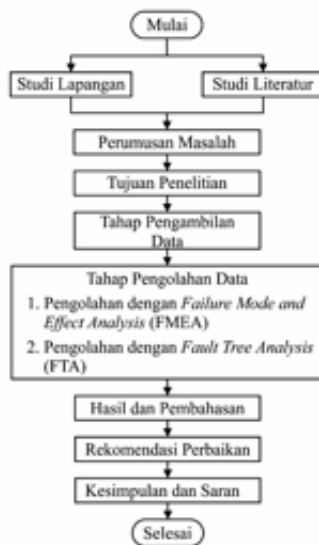 Mulai
Studi Lapangan
Studi Literatur
Perumusan Masalah
Tujuan Penelitian
Tahap Pengambilan
Data
Tahap Pengolahan Data
1. Pengolahan dengan Failure Mode and
Effect Analysis (FMEA)
2. Pengolahan dengan Fault Tree Analysis
(FTA)
Hasil dan Pembahasan
Rekomendasi Perbaikan
Kesimpulan dan Saran
Selesai